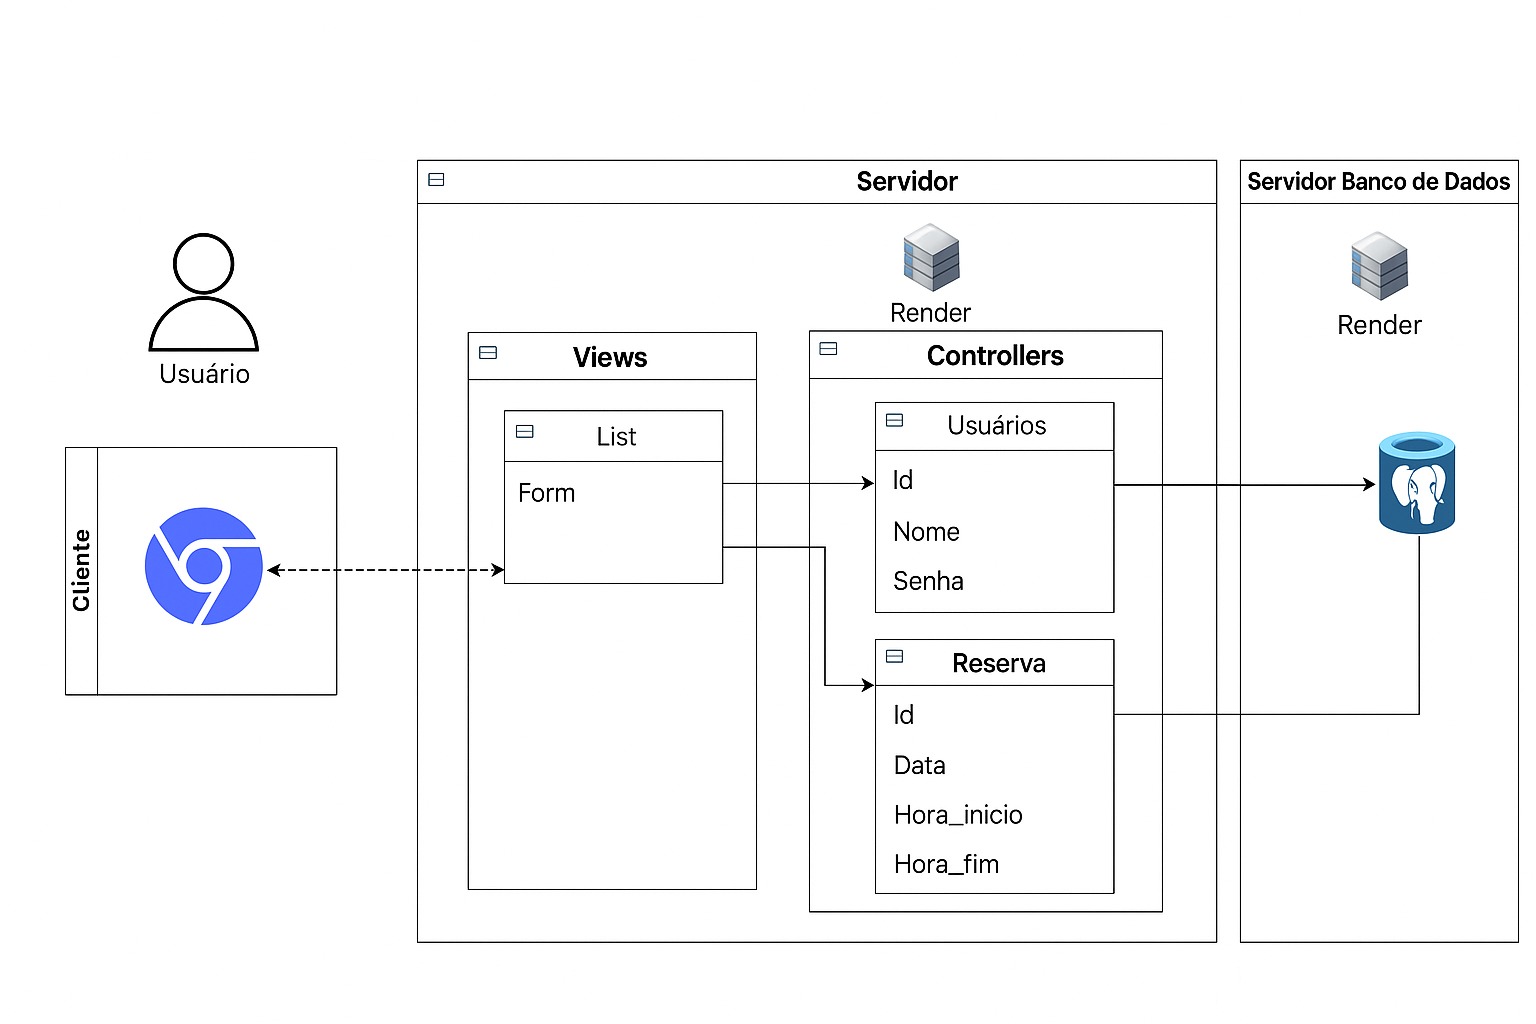 Servidor
Servidor Banco de Dados
Render
Render
Usuário
Views
Controllers
List
Form
Usuários
Id
Nome
Senha
Cliente
Reserva
Id
Data
Hora_inicio
Hora_fim